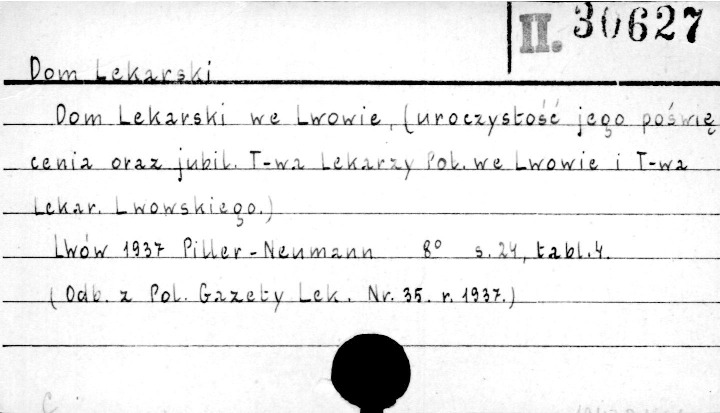 II. 30627
Dom Lekarski
Dom Lekarski we Lwowie, (uroczystość jego poświę
cenia oraz jubil. T-wa Lekarzy Pol. we Lwowie i T-wa
Lekar. Lwowskiego.)
Lwów 1937 Piller-Neumann 8° s. 24, tabl. 4.
(Odb. z Pol. Gazety Lek. Nr. 35. r. 1937.)